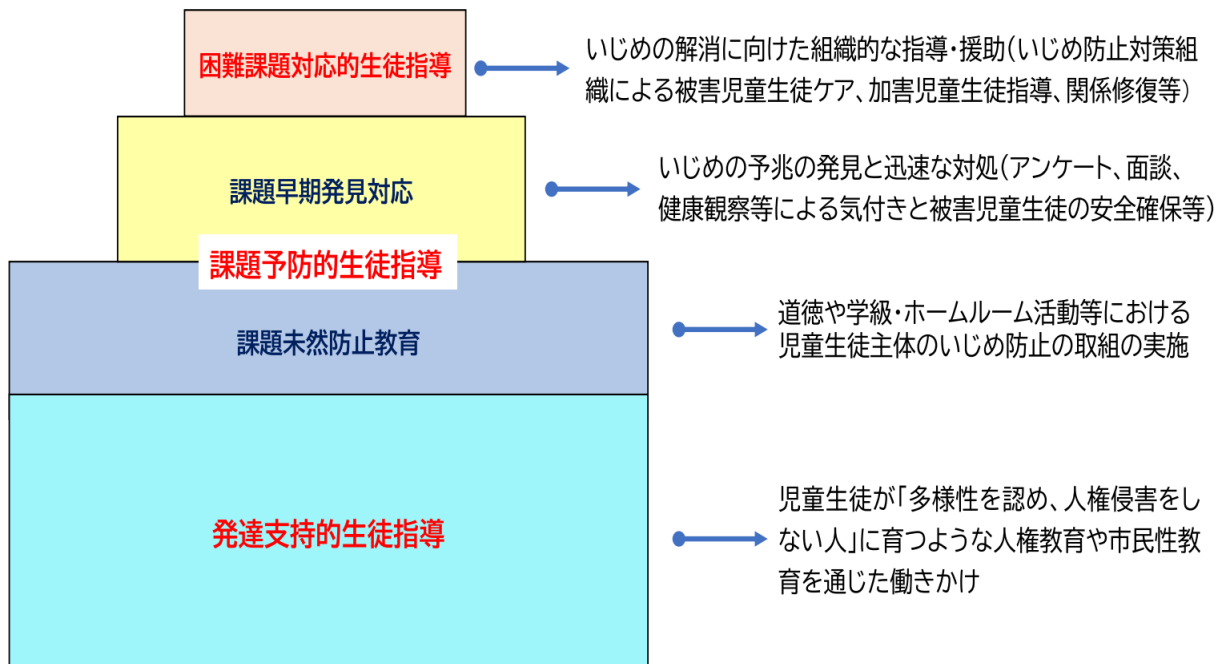 困難課題対応的生徒指導
いじめの解消に向けた組織的な指導・援助(いじめ防止対策組
織による被害児童生徒ケア、加害児童生徒指導、関係修復等)
課題早期発見対応
いじめの予兆の発見と迅速な対処(アンケート、面談、
健康観察等による気付きと被害児童生徒の安全確保等)
課題予防的生徒指導
課題未然防止教育
道徳や学級・ホームルーム活動等における
児童生徒主体のいじめ防止の取組の実施
発達支持的生徒指導
児童生徒が「多様性を認め、人権侵害をし
ない人」に育つような人権教育や市民性教
育を通じた働きかけ